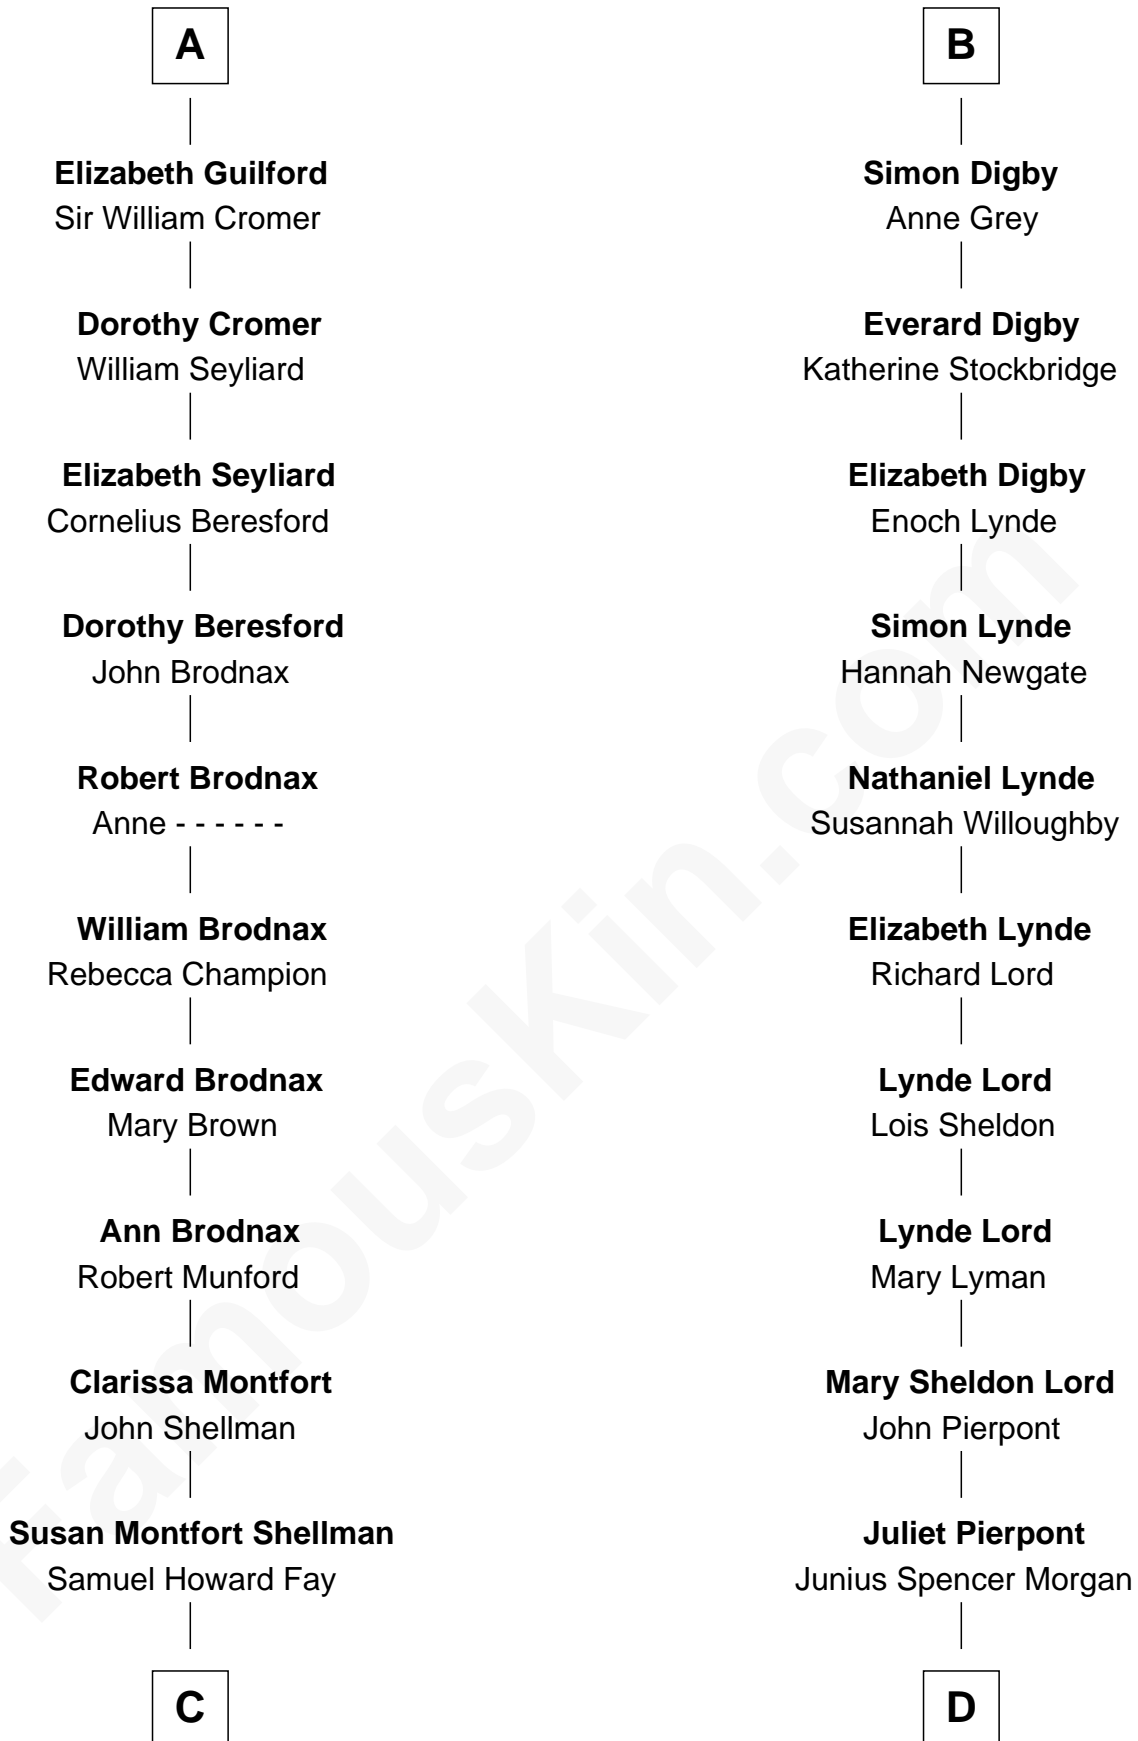 A
Elizabeth Guilford
Sir William Cromer
Dorothy Cromer
William Seyliard
Elizabeth Seyliard
Cornelius Beresford
Dorothy Beresford
John Brodnax
Robert Brodnax
Anne - - - - - -
William Brodnax
Rebecca Champion
Edward Brodnax
Mary Brown
Ann Brodnax
Robert Munford
Clarissa Montfort
John Shellman
Susan Montfort Shellman
Samuel Howard Fay
C
B
Simon Digby
Anne Grey
Everard Digby
Katherine Stockbridge
Elizabeth Digby
Enoch Lynde
Simon Lynde
Hannah Newgate
Nathaniel Lynde
Susannah Willoughby
Elizabeth Lynde
Richard Lord
Lynde Lord
Lois Sheldon
Lynde Lord
Mary Lyman
Mary Sheldon Lord
John Pierpont
Juliet Pierpont
Junius Spencer Morgan
D
FamousKin.com